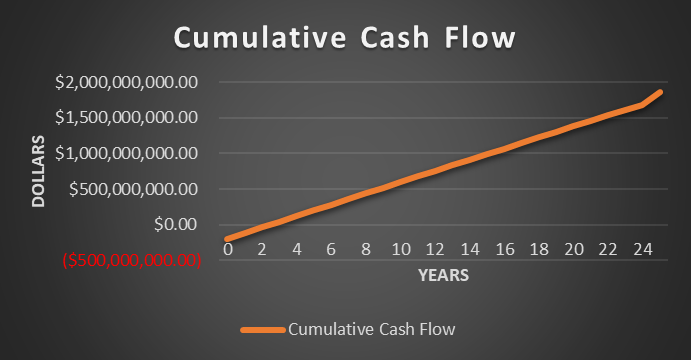 Cumulative Cash Flow
$2,000,000,000.00
$1,500,000,000.00
$1,000,000,000.00
$500,000,000.00
$0.00
($500,000,000.00)
DOLLARS
0 2 4 6 8 10 12 14 16 18 20 22 24
YEARS
Cumulative Cash Flow